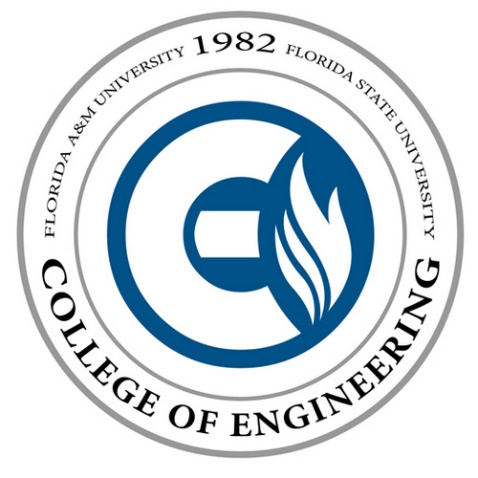 FLORIDA A&M UNIVERSITY 1982 FLORIDA STATE UNIVERSITY
COLLEGE OF ENGINEERING